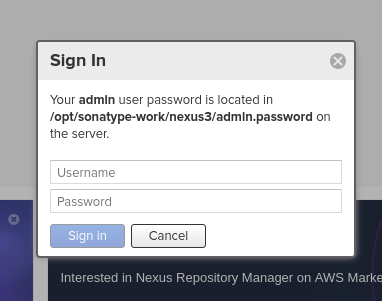 Sign In
Your admin user password is located in
/opt/sonatype-work/nexus3/admin.password on
the server.
Username
Password
Sign in
Cancel
Interested in Nexus Repository Manager on AWS Marke